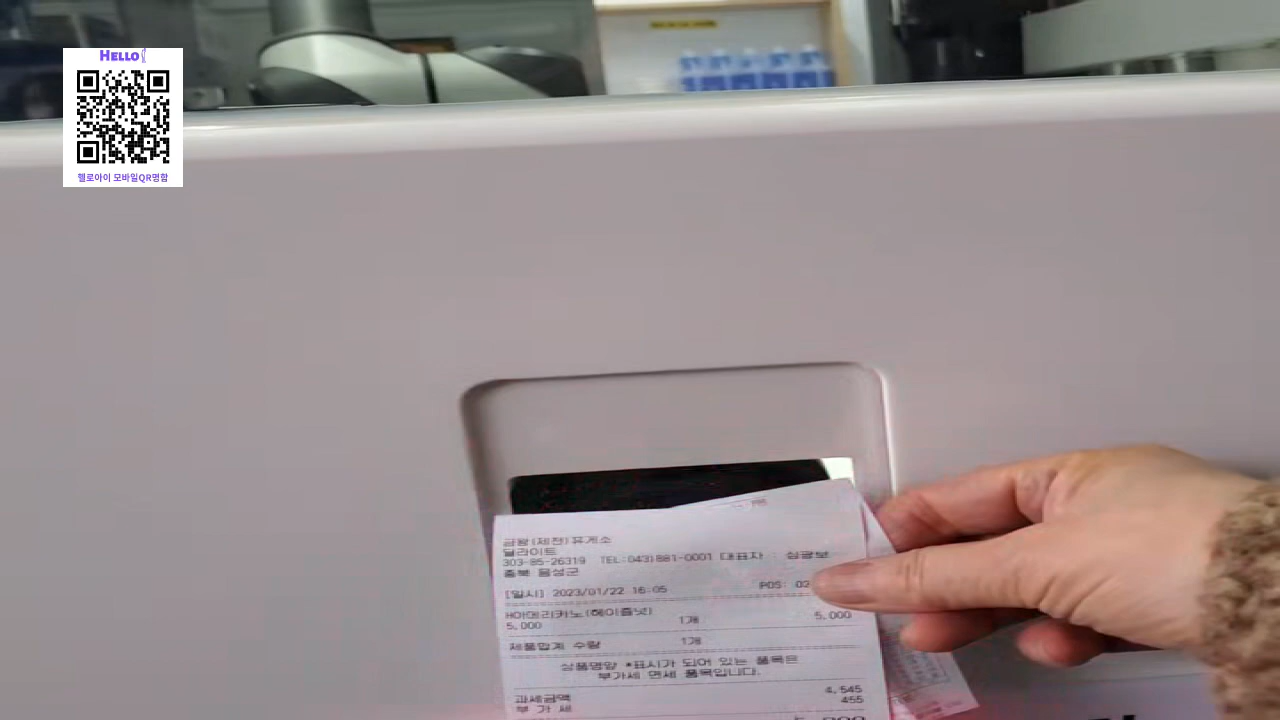 HELLO
헬로아이 모바일QR명함
금왕(제천)휴게소
딜라이트
303-85-26319 TEL:043)881-0001 대표자 : 심광보
충북 음성군
[일시] 2023/01/22 16:05 POS: 02
H아메리카노(헤이즐넛)
5,000 1개 5,000
제품합계 수량 1개
상품명앞 *표시가 되어 있는 품목은
부가세 면세 품목입니다.
과세금액 4,545
부 가 세 455